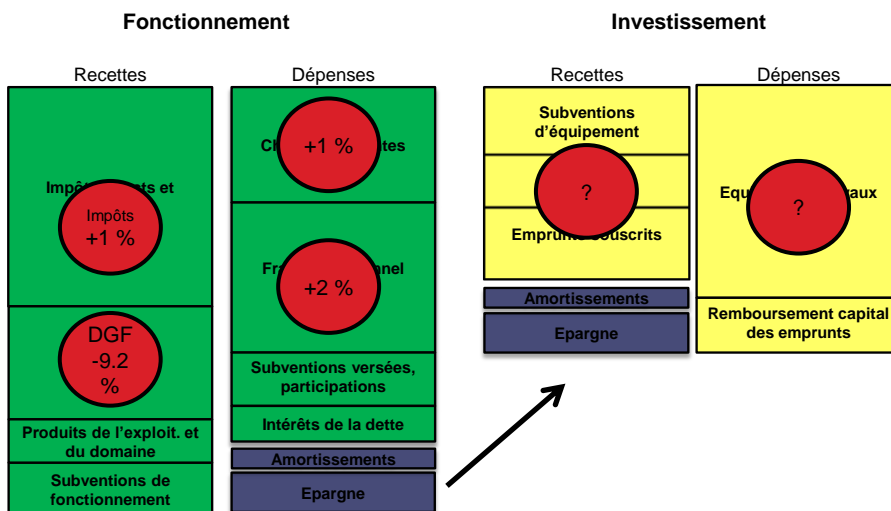 Fonctionnement
Investissement
Recettes
Dépenses
Recettes
Dépenses
Impôts
+1 %
DGF
-9.2
%
Produits de l'exploit. et
du domaine
Subventions de
fonctionnement
+1 %
+2 %
Subventions versées,
participations
Intérêts de la dette
Amortissements
Epargne
Subventions
d'équipement
?
Emprunts souscrits
Amortissements
Epargne
?
Remboursement capital
des emprunts